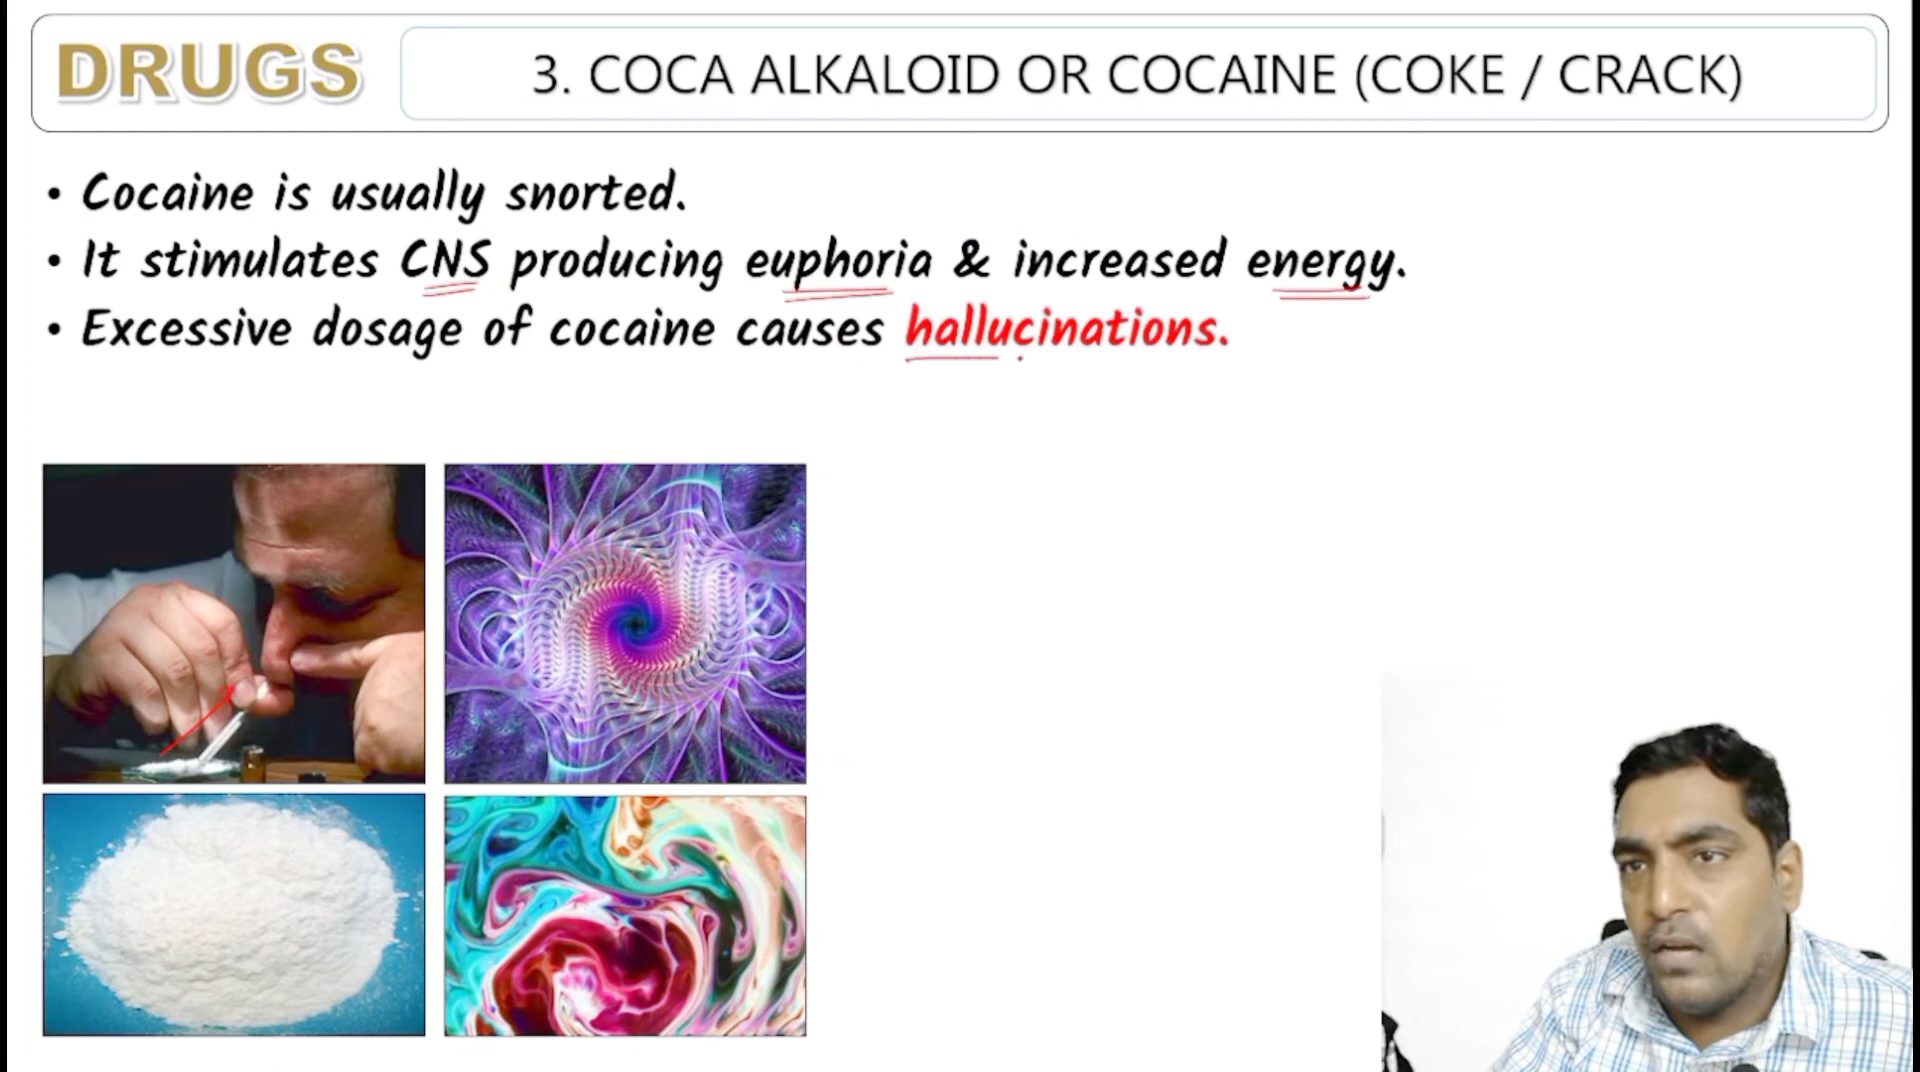 DRUGS
3. COCA ALKALOID OR COCAINE (COKE / CRACK)
• Cocaine is usually snorted.
• It stimulates CNS producing euphoria & increased energy.
• Excessive dosage of cocaine causes hallucinations.